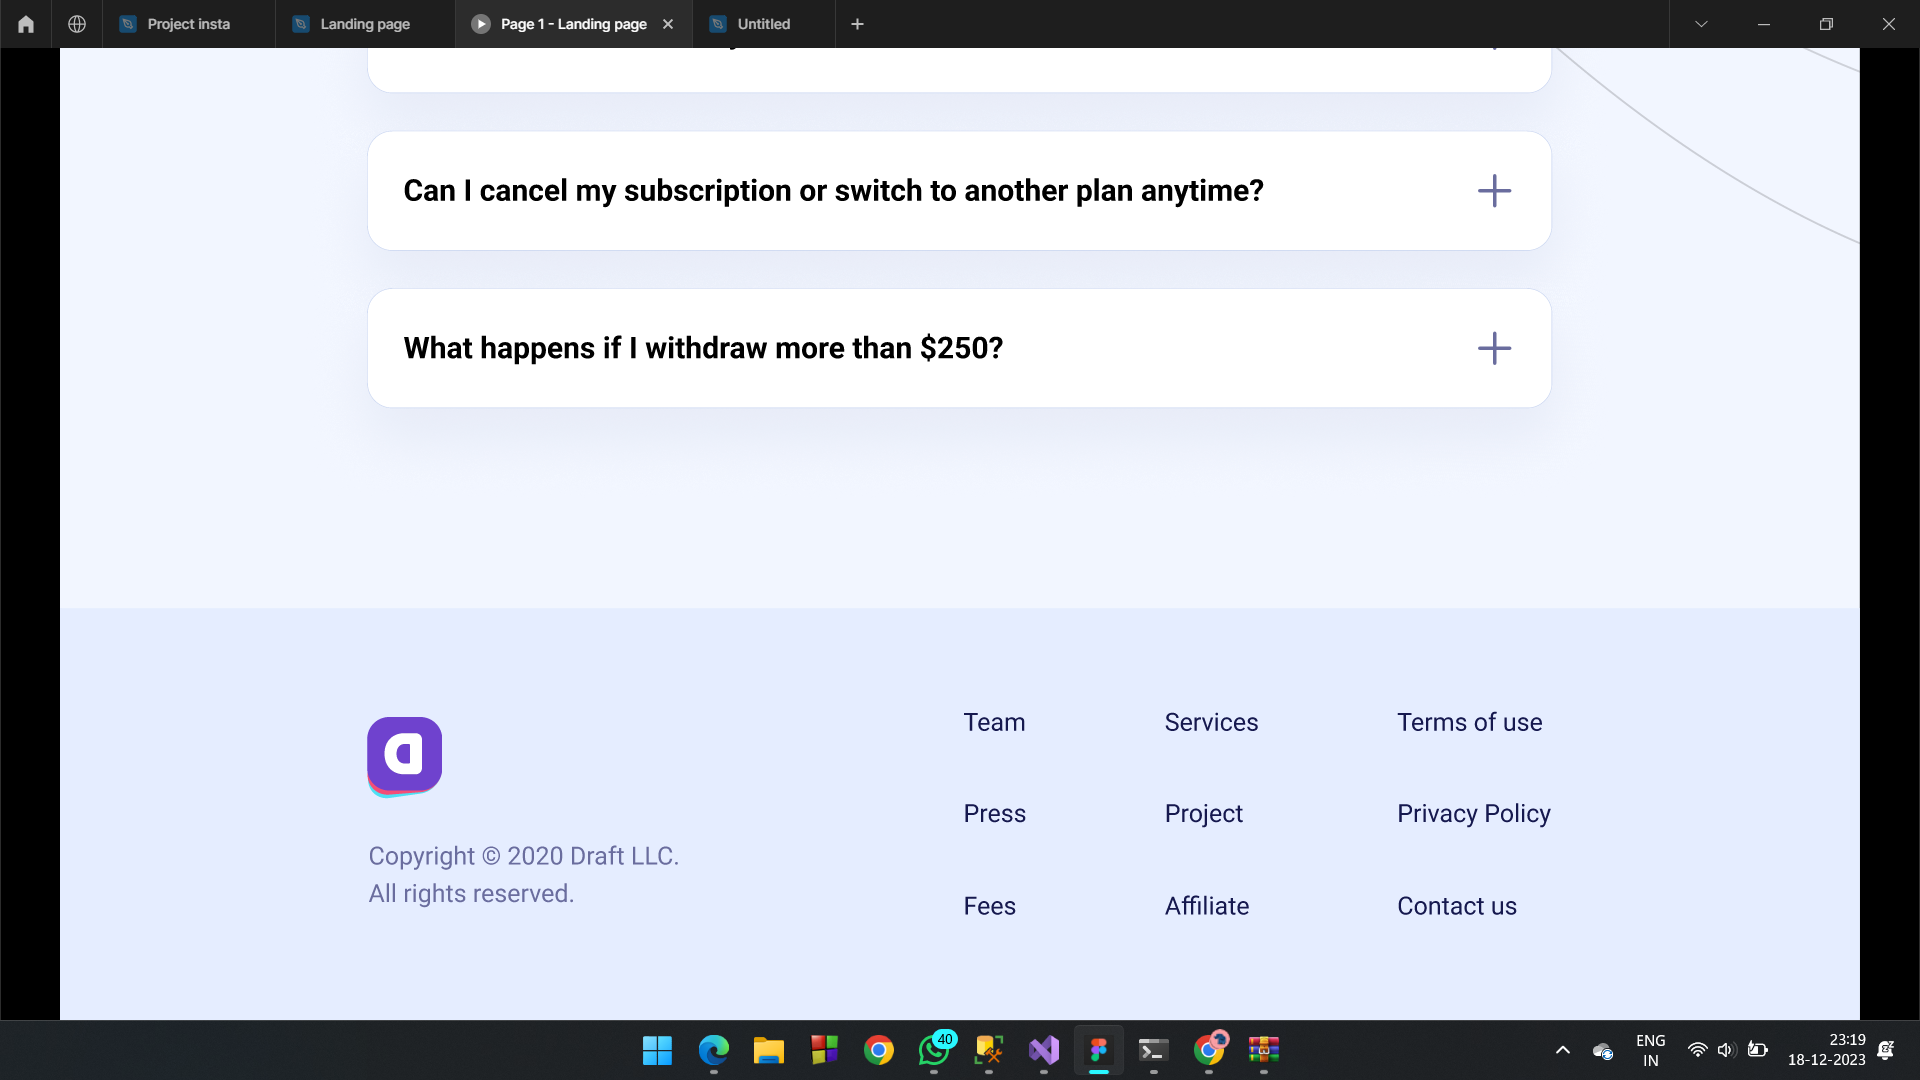 Project insta
Landing page
Page 1 - Landing page
Untitled
Can I cancel my subscription or switch to another plan anytime?
What happens if I withdraw more than $250?
Team
Services
Terms of use
Press
Project
Privacy Policy
Copyright © 2020 Draft LLC.
All rights reserved.
Fees
Affiliate
Contact us
40
ENG
IN
23:19
18-12-2023